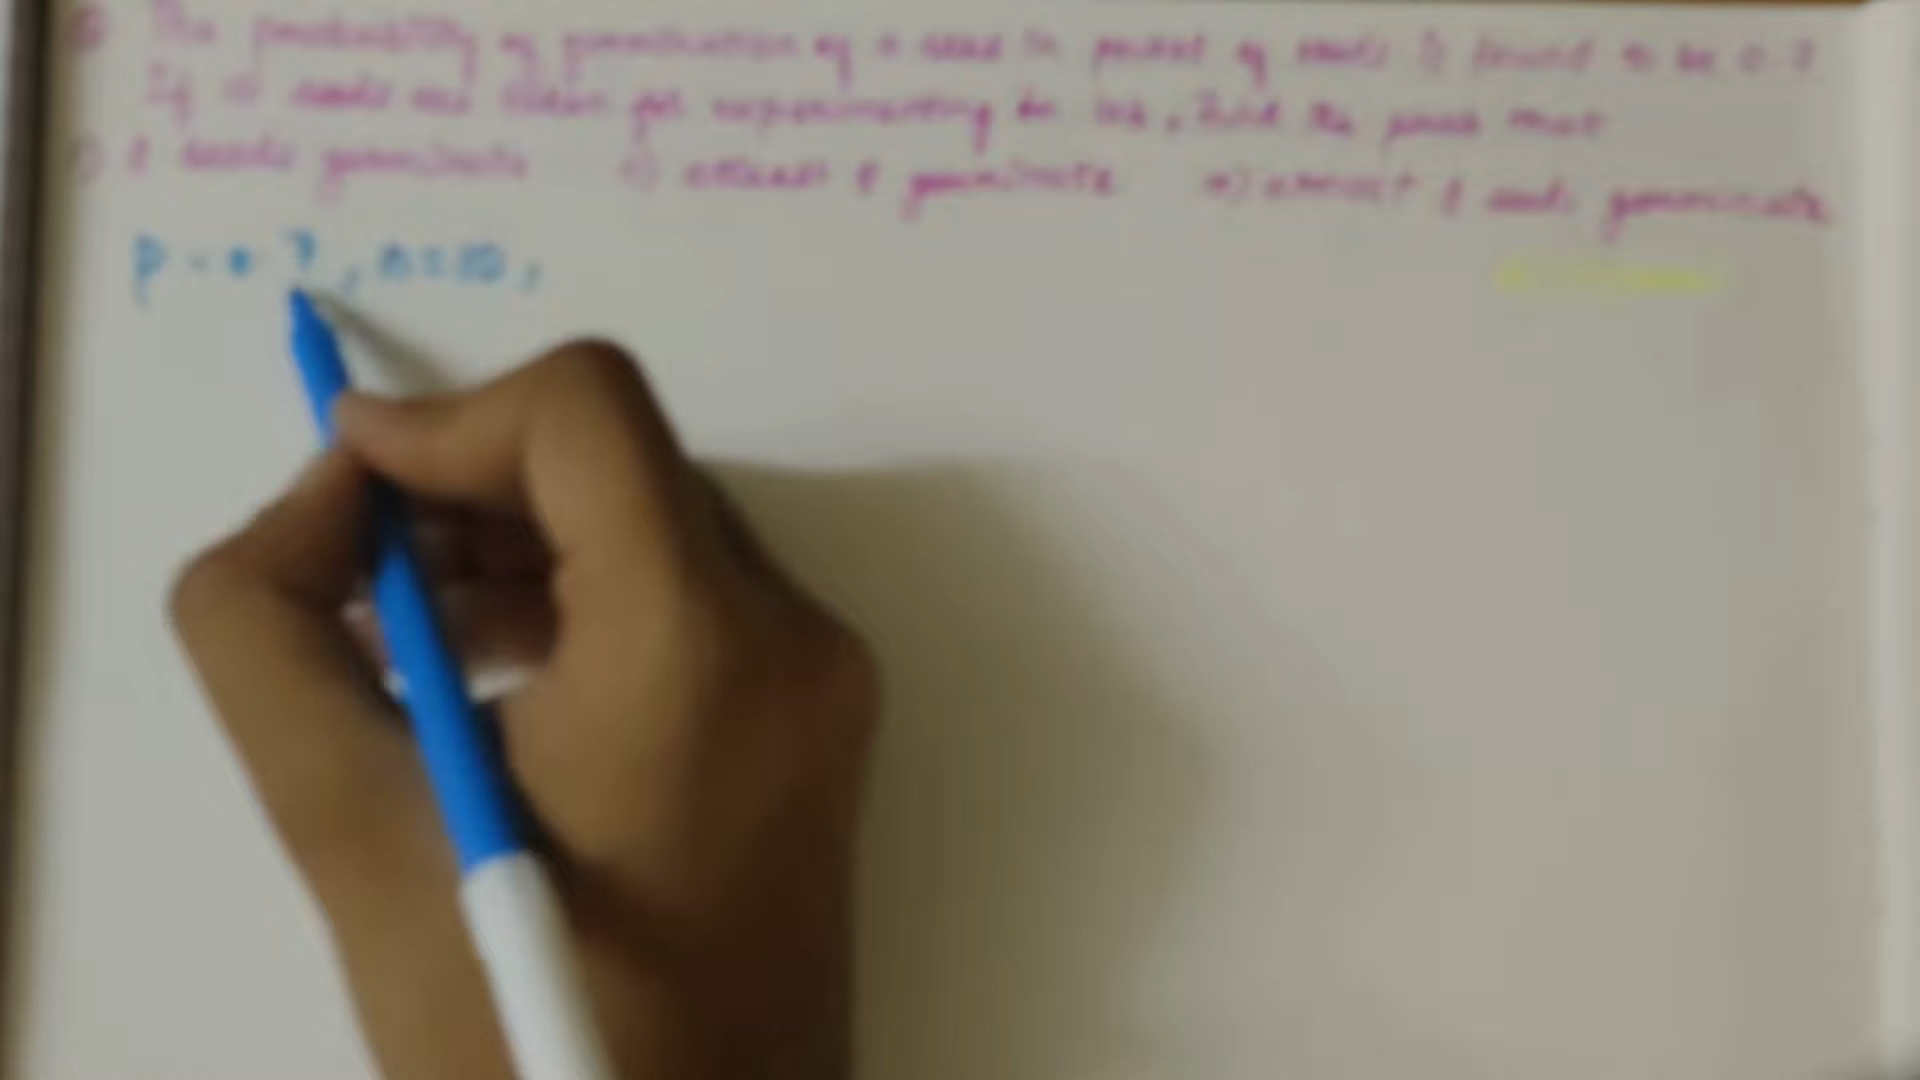 The probability of germination of a seed in packet of seeds is found to be 0.7
If 10 seeds are taken for experimenting in lab, find the prob that
8 seeds germinate ii) atleast 8 germinate iii) atmost 8 seeds germinate
p = 0.7, n=10,